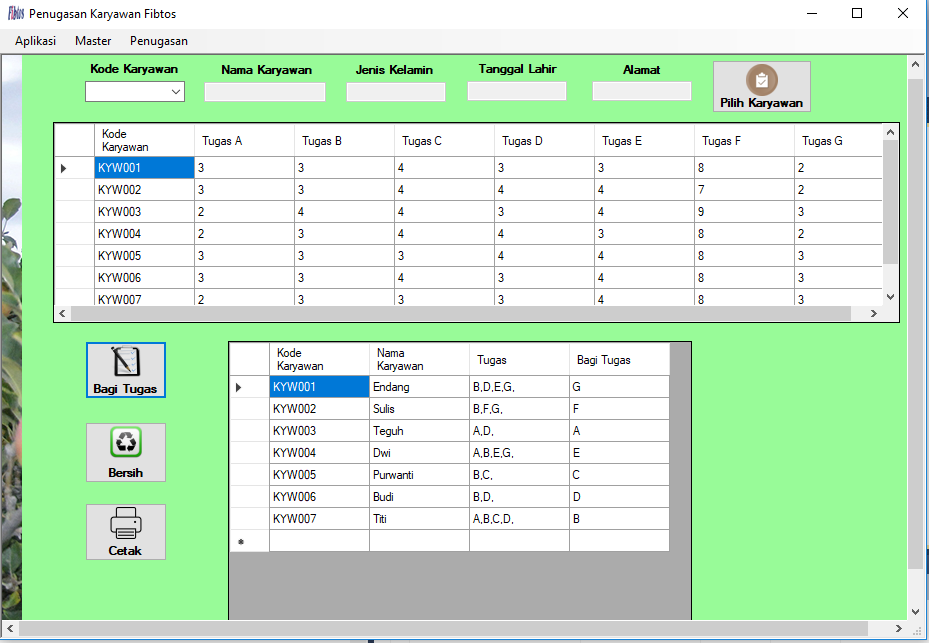 Fibtos Penugasan Karyawan Fibtos
Aplikasi Master Penugasan
Kode Karyawan Nama Karyawan Jenis Kelamin Tanggal Lahir Alamat
Pilih Karyawan
Kode Karyawan Tugas A Tugas B Tugas C Tugas D Tugas E Tugas F Tugas G
KYW001 3 3 4 3 3 8 2
KYW002 3 3 4 4 4 7 2
KYW003 2 4 4 3 4 9 3
KYW004 2 3 4 4 3 8 2
KYW005 3 3 3 4 4 8 3
KYW006 3 3 4 3 4 8 3
KYW007 2 3 3 3 4 8 3
Bagi Tugas
Bersih
Cetak
Kode Karyawan Nama Karyawan Tugas Bagi Tugas
KYW001 Endang B,D,E,G, G
KYW002 Sulis B,F,G, F
KYW003 Teguh A,D, A
KYW004 Dwi A,B,E,G, E
KYW005 Purwanti B,C, C
KYW006 Budi B,D, D
KYW007 Titi A,B,C,D, B